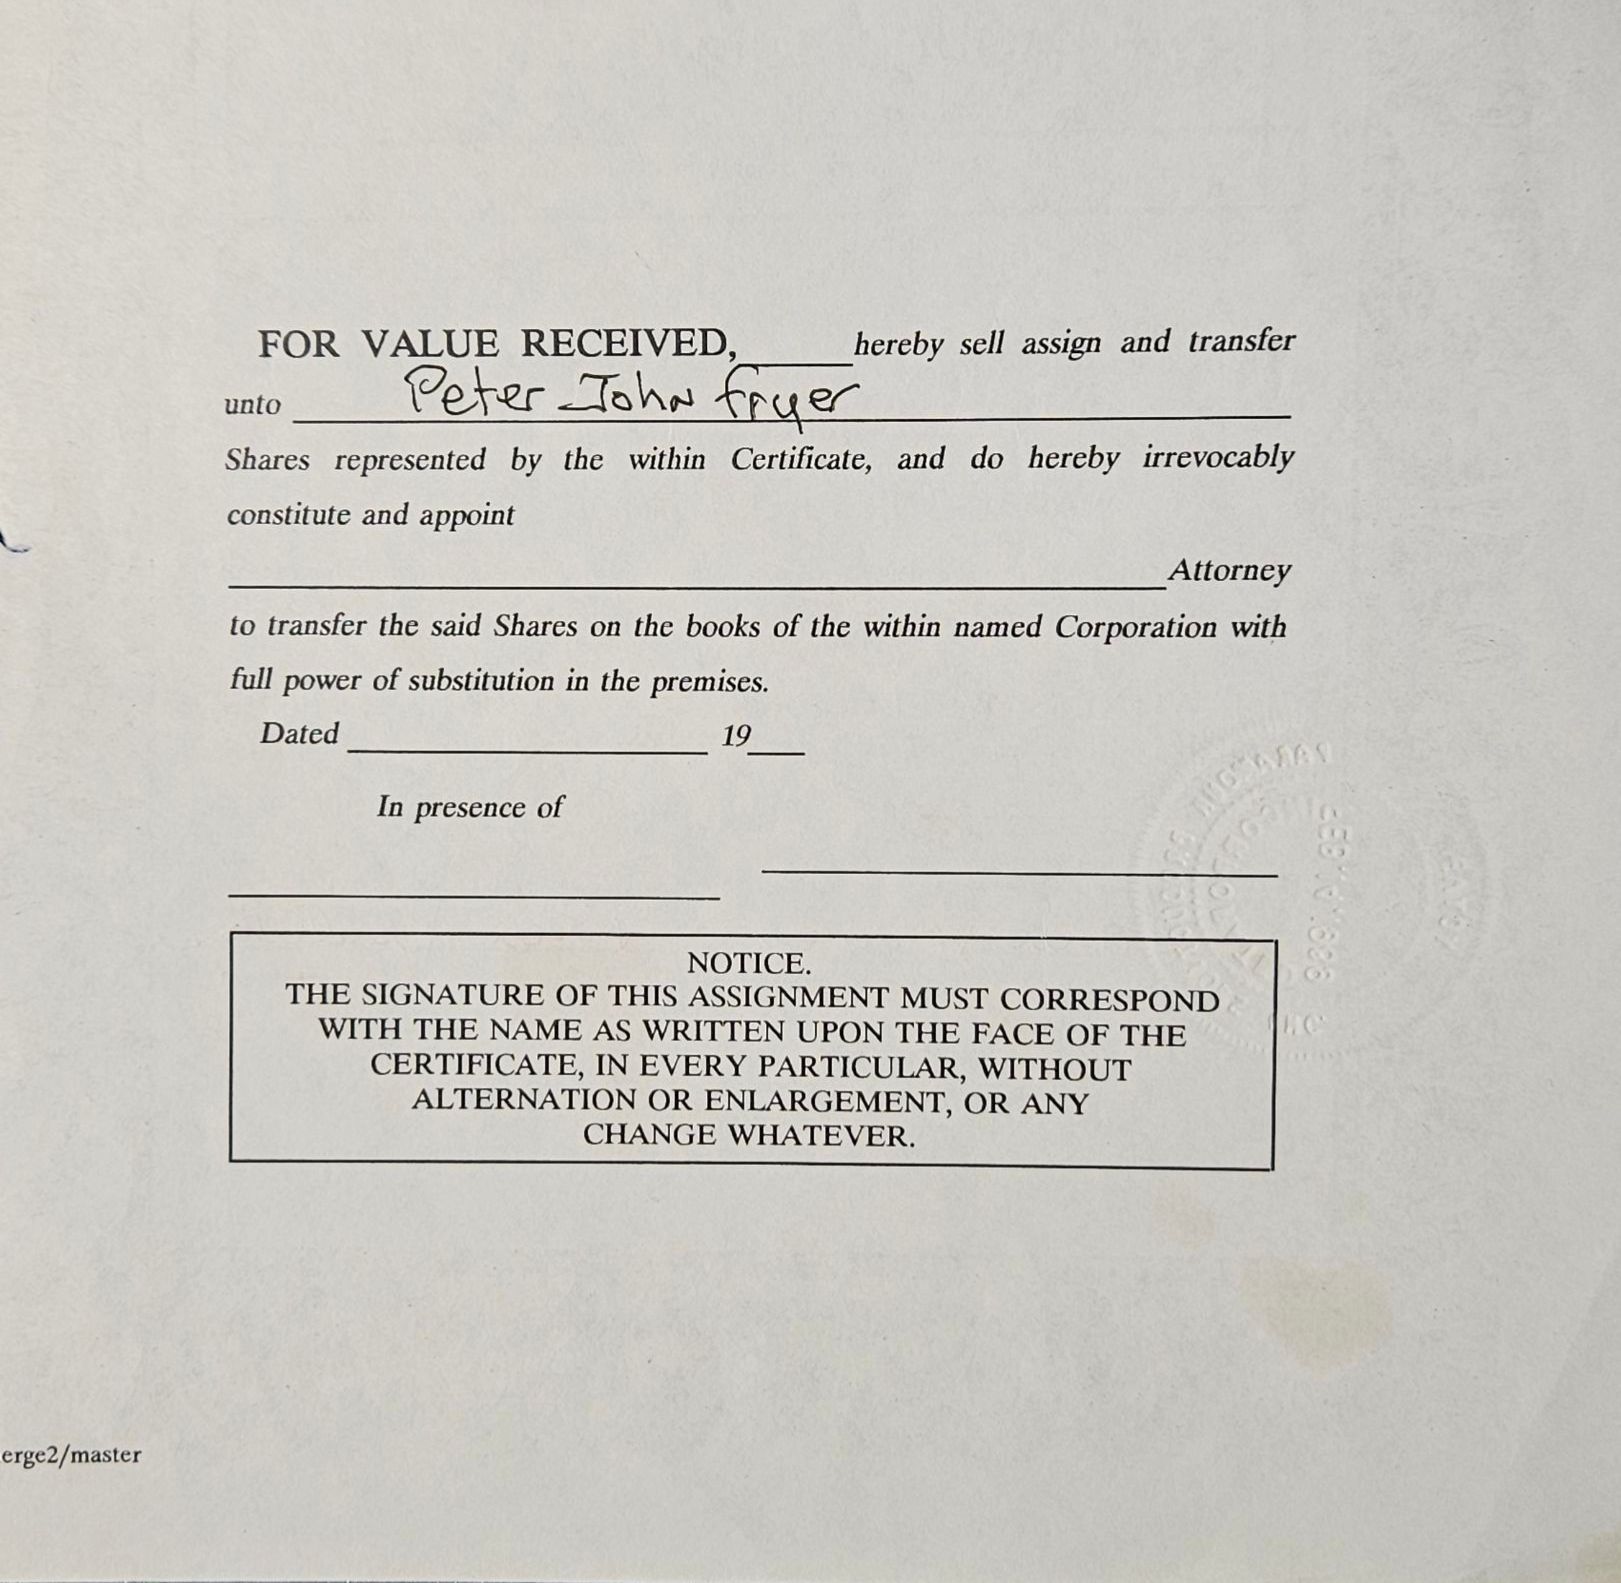 FOR VALUE RECEIVED,______ hereby sell assign and transfer
unto Peter John Fryer
Shares represented by the within Certificate, and do hereby irrevocably
constitute and appoint
Attorney
to transfer the said Shares on the books of the within named Corporation with
full power of substitution in the premises.
Dated ______ 19__
In presence of
NOTICE.
THE SIGNATURE OF THIS ASSIGNMENT MUST CORRESPOND
WITH THE NAME AS WRITTEN UPON THE FACE OF THE
CERTIFICATE, IN EVERY PARTICULAR, WITHOUT
ALTERNATION OR ENLARGEMENT, OR ANY
CHANGE WHATEVER.
erge2/master